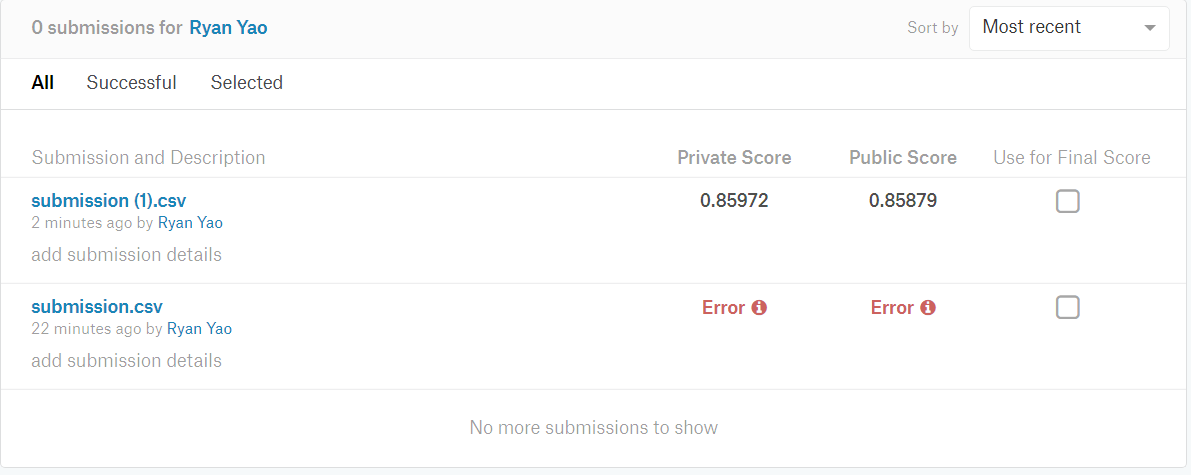 0 submissions for Ryan Yao Sort by Most recent
All Successful Selected
Submission and Description Private Score Public Score Use for Final Score
submission (1).csv 0.85972 0.85879
2 minutes ago by Ryan Yao
add submission details
submission.csv Error Error
22 minutes ago by Ryan Yao
add submission details
No more submissions to show